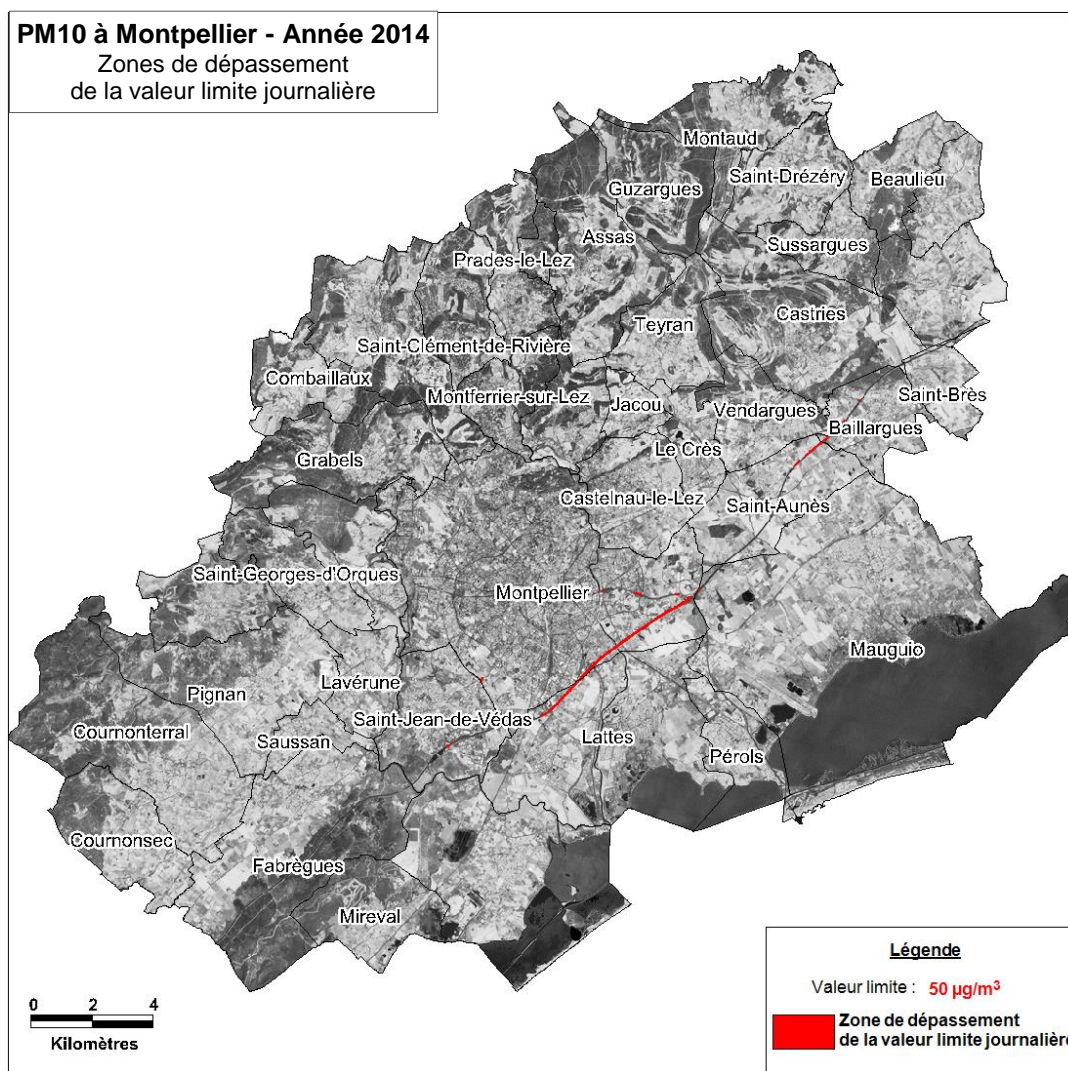 PM10 à Montpellier - Année 2014
Zones de dépassement
de la valeur limite journalière
Montaud
Saint-Drézéry
Beaulieu
Guzargues
Assas
Sussargues
Prades-le-Lez
Castries
Teyran
Saint-Clément-de-Rivière
Combaillaux
Montferrier-sur-Lez
Saint-Brès
Jacou
Vendargues
Baillargues
Le Crès
Grabels
Castelnau-le-Lez
Saint-Aunès
Saint-Georges-d'Orques
Montpellier
Mauguio
Lavérune
Pignan
Saint-Jean-de-Védas
Cournonterral
Saussan
Lattes
Pérols
Cournonsec
Fabrègues
Mireval
0 2 4
Kilomètres
Légende
Valeur limite : 50 µg/m³
Zone de dépassement
de la valeur limite journalière